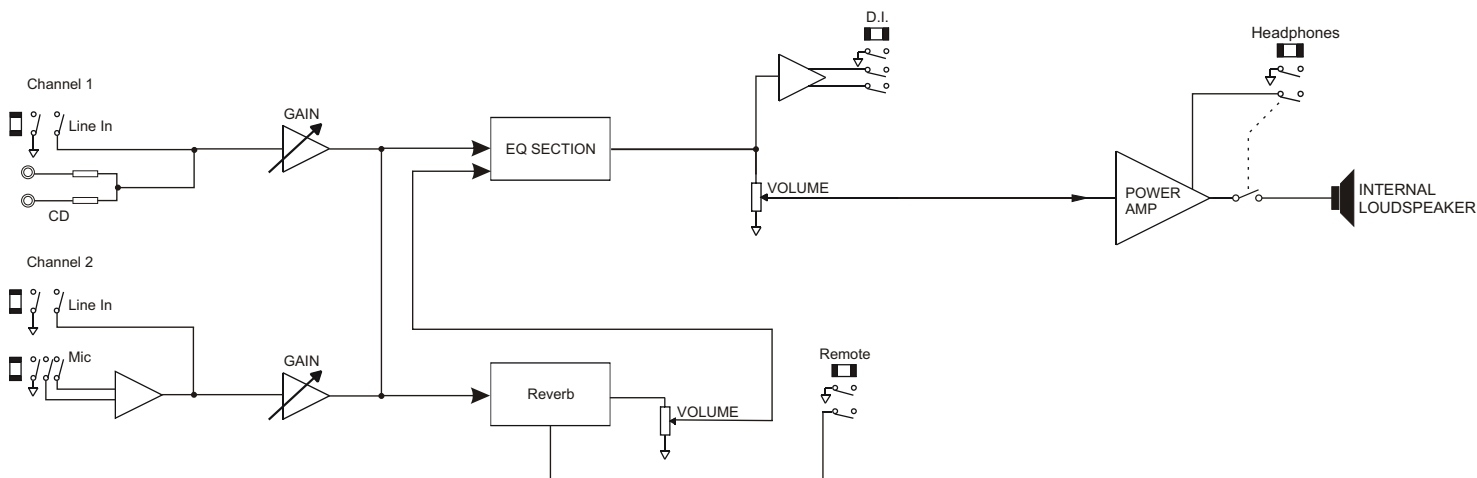 D.I.
Headphones
Channel 1
Line In
GAIN
EQ SECTION
CD
VOLUME
POWER
AMP
INTERNAL
LOUDSPEAKER
Channel 2
Line In
Mic
GAIN
Reverb
VOLUME
Remote